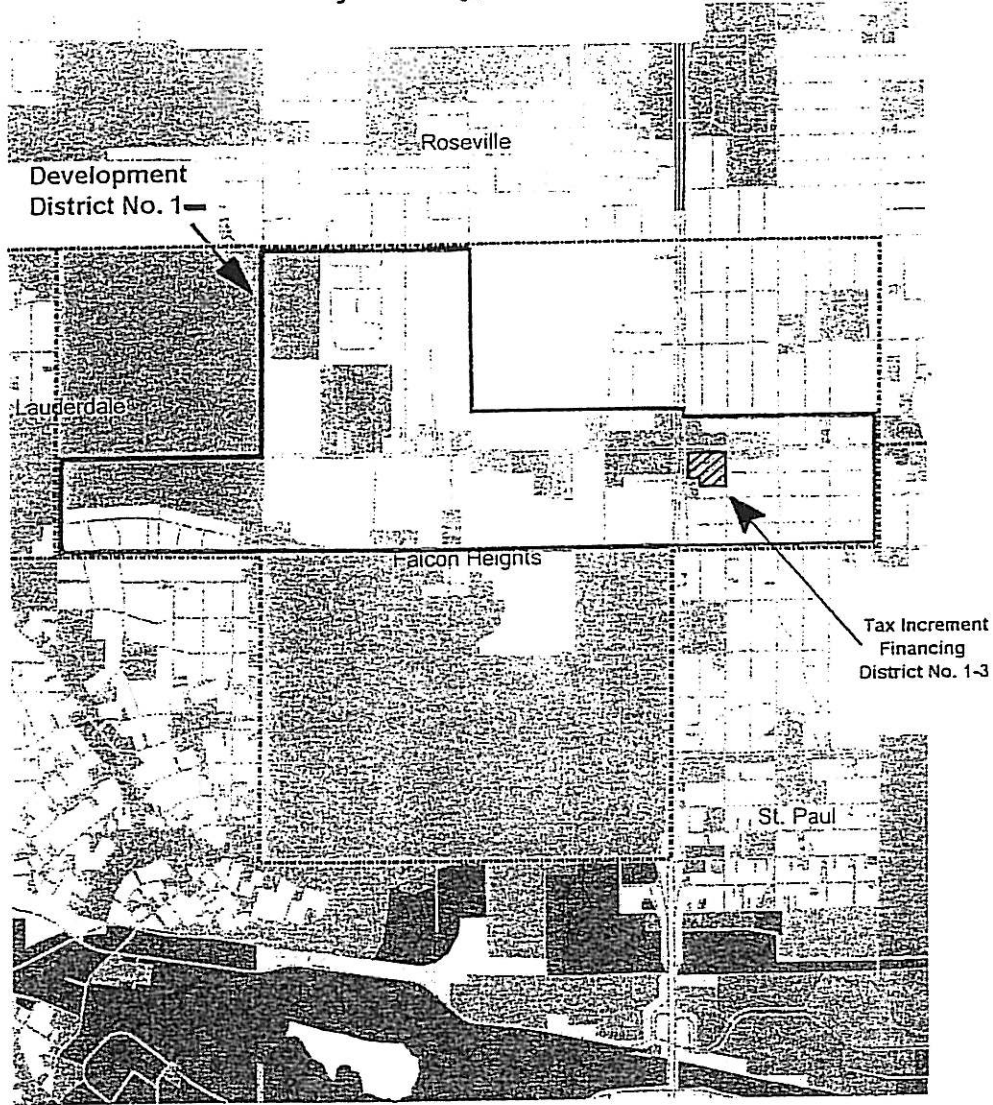 Roseville
Development
District No. 1
Lauderdale
Falcon Heights
Tax Increment
Financing
District No. 1-3
St. Paul